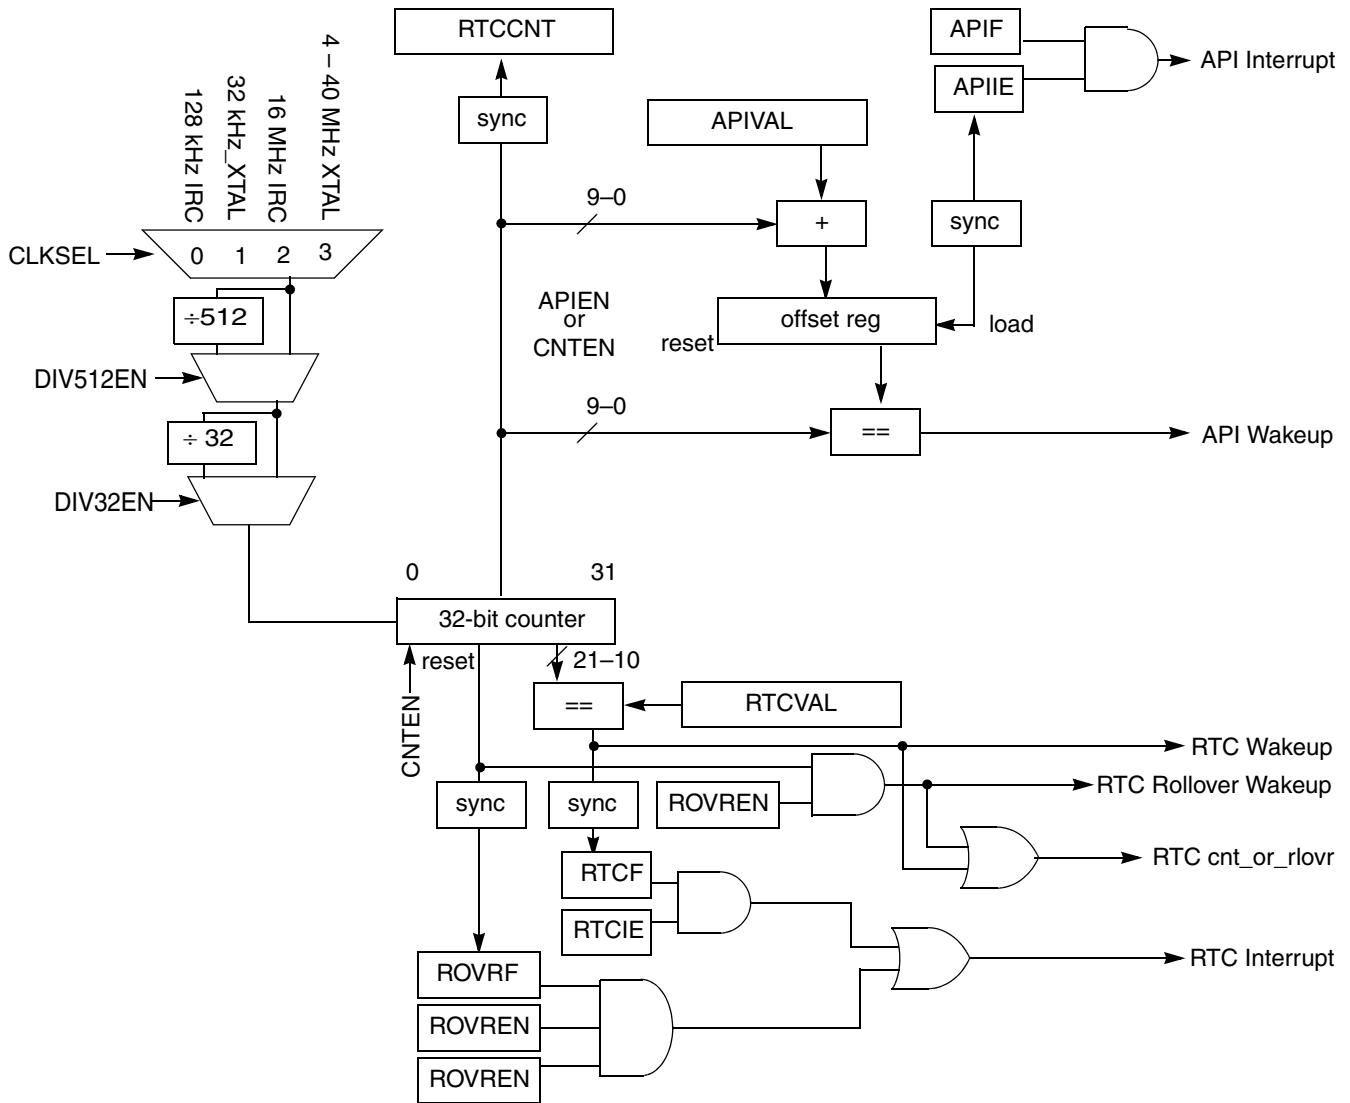 RTCCNT
APIF
API Interrupt
APIIE
4 – 40 MHz XTAL
16 MHz IRC
32 kHz_XTAL
128 kHz IRC
sync
APIVAL
9–0
+
sync
CLKSEL
0 1 2 3
÷512
APIEN
or
CNTEN
offset reg
load
reset
DIV512EN
9–0
==
API Wakeup
÷ 32
DIV32EN
0 31
32-bit counter
reset
21–10
CNTEN
==
RTCVAL
RTC Wakeup
RTC Rollover Wakeup
sync
sync
ROVREN
RTC cnt_or_rlovr
RTCF
RTCIE
RTC Interrupt
ROVRF
ROVREN
ROVREN